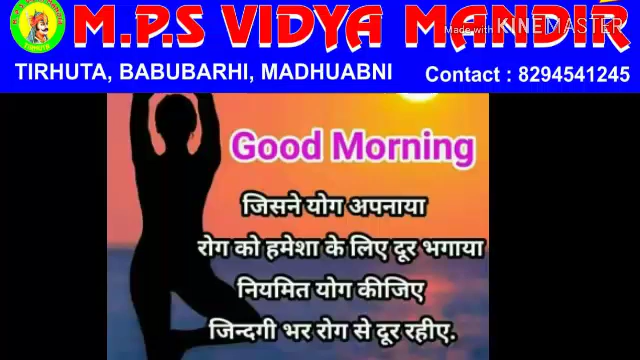 M.P.S VIDYA MANDIR
Made with KINEMASTER
TIRHUTA, BABUBARHI, MADHUABNI
Contact : 8294541245
Good Morning
जिसने योग अपनाया
रोग को हमेशा के लिए दूर भगाया
नियमित योग कीजिए
जिन्दगी भर रोग से दूर रहीए.